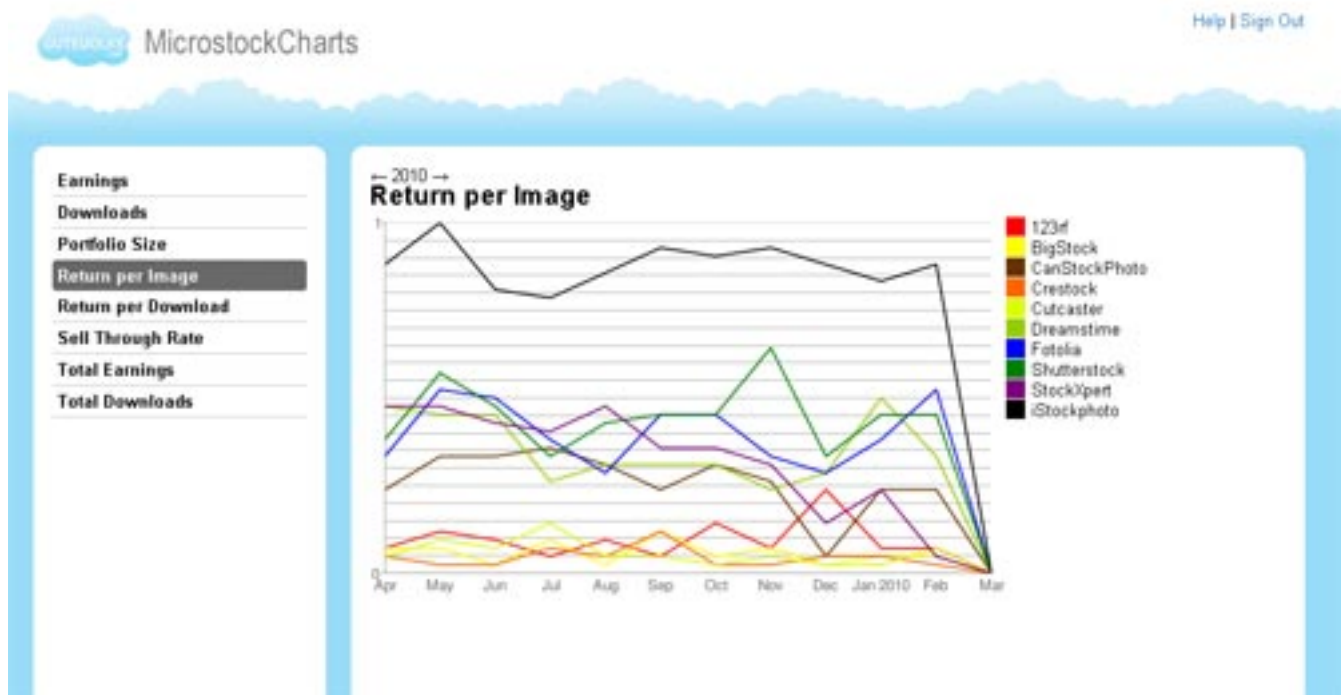 Help | Sign Out
MicrostockCharts
Earnings
Downloads
Portfolio Size
Return per Image
Return per Download
Sell Through Rate
Total Earnings
Total Downloads
← 2010 →
Return per Image
1
0
Apr May Jun Jul Aug Sep Oct Nov Dec Jan 2010 Feb Mar
123rf
BigStock
CanStockPhoto
Crestock
Cutcaster
Dreamstime
Fotolia
Shutterstock
StockXpert
iStockphoto